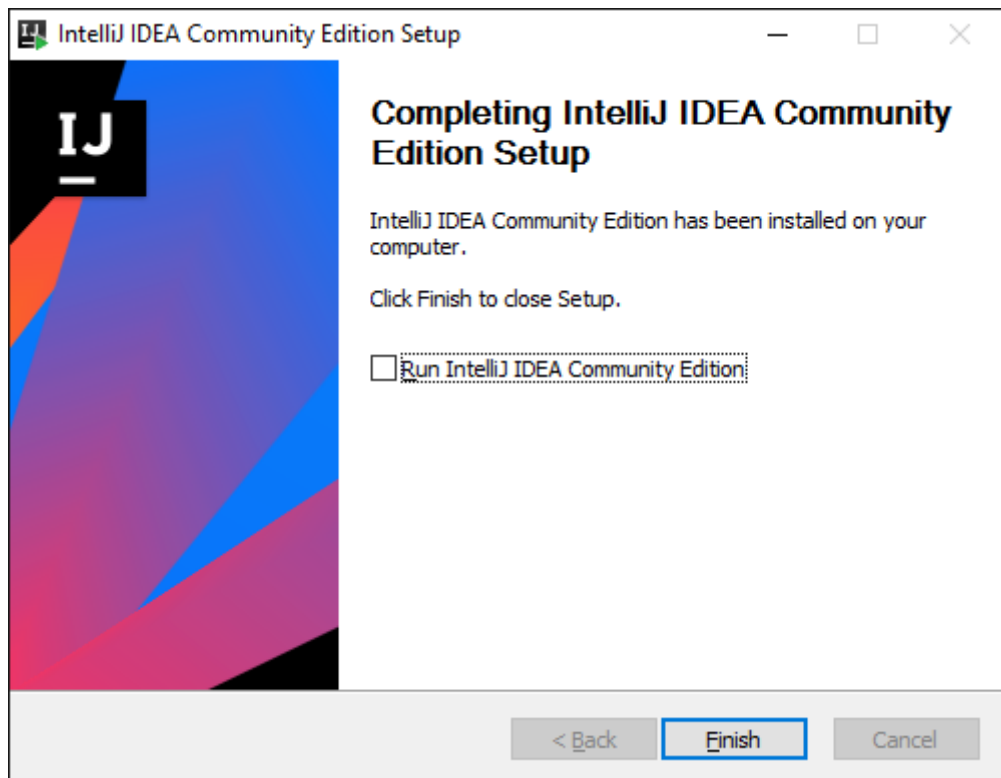 IntelliJ IDEA Community Edition Setup
IJ
Completing IntelliJ IDEA Community
Edition Setup
IntelliJ IDEA Community Edition has been installed on your
computer.
Click Finish to close Setup.
Run IntelliJ IDEA Community Edition
< Back
Finish
Cancel